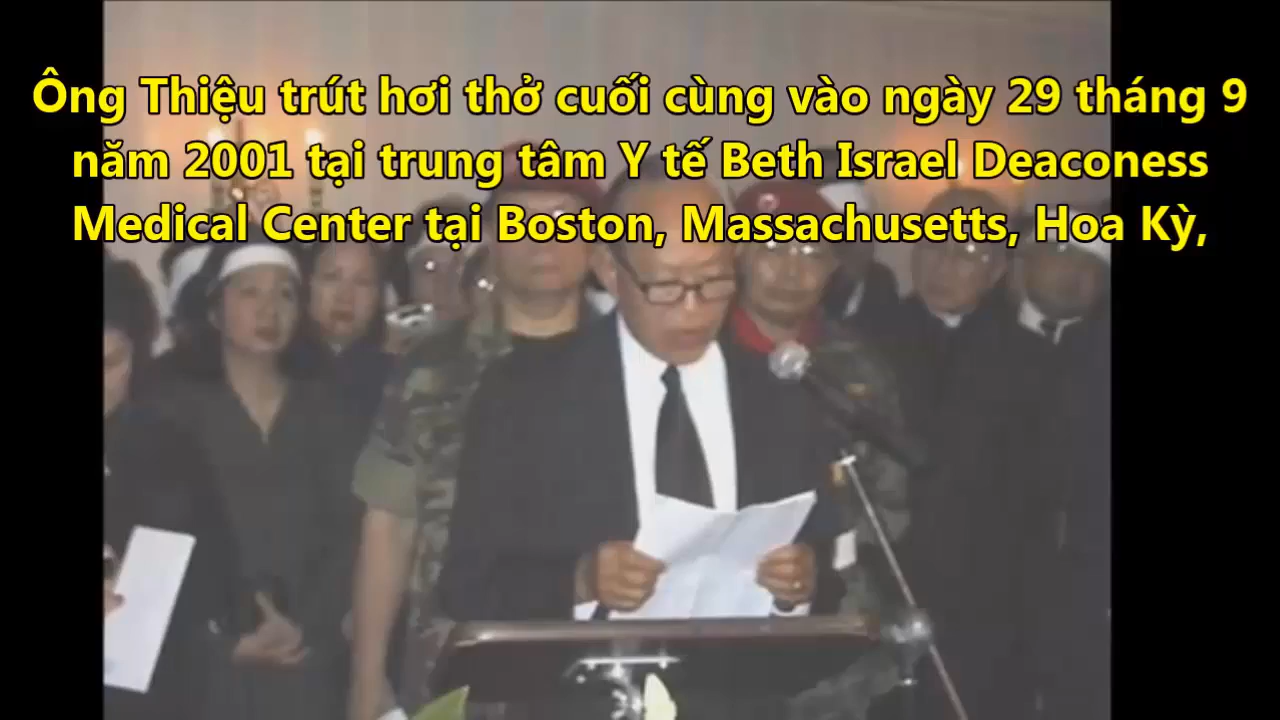 Ông Thiệu trút hơi thở cuối cùng vào ngày 29 tháng 9
năm 2001 tại trung tâm Y tế Beth Israel Deaconess
Medical Center tại Boston, Massachusetts, Hoa Kỳ,